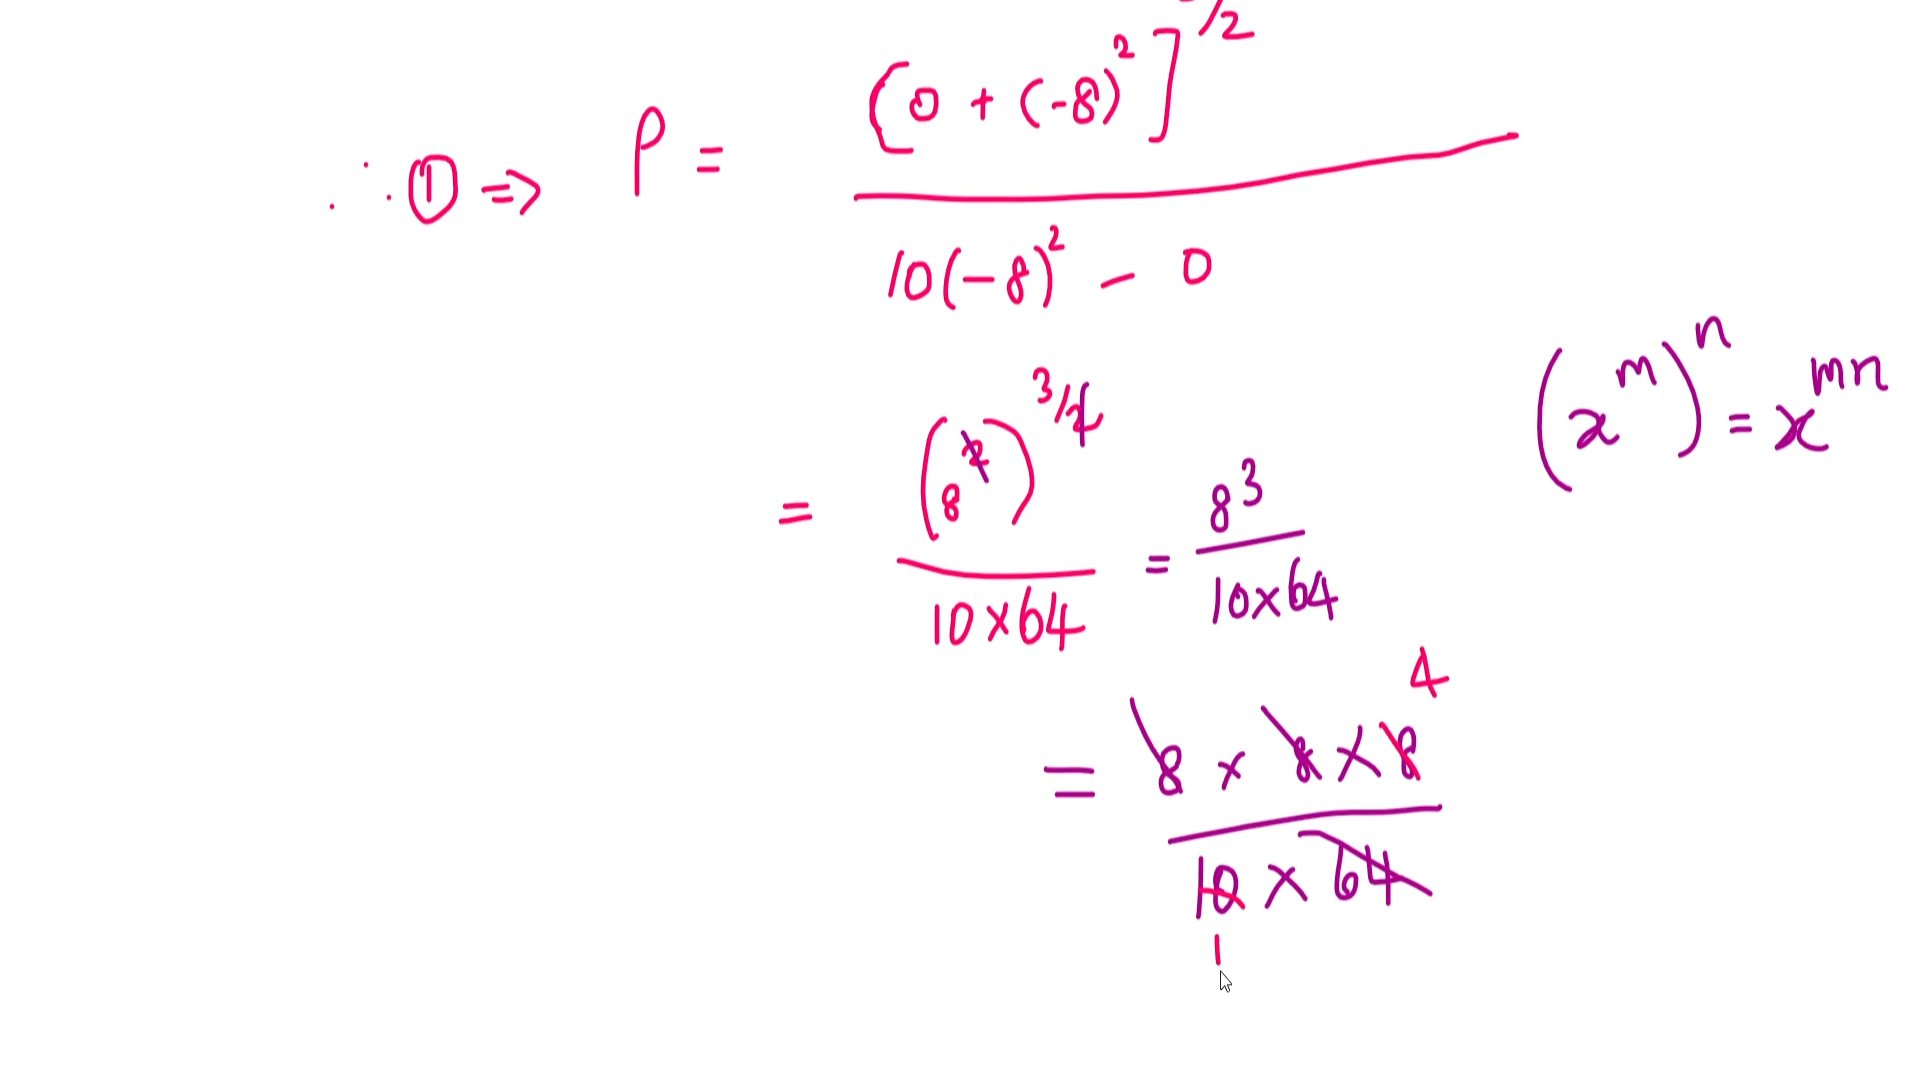 ∴ ① ⇒ ρ = [0 + (-8)²]^{3/2} / 10(-8)² - 0
(x^m)^n = x^{mn}
= (8²)^{3/2} / 10×64 = 8³ / 10×64
4
= 8 × 8 × 8 / 10 × 64
1